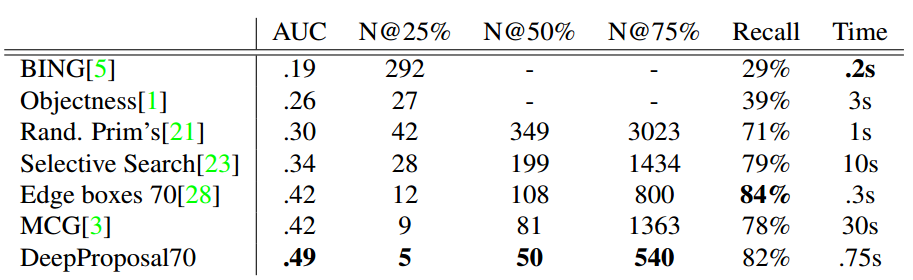 AUC N@25% N@50% N@75% Recall Time
BING[5] .19 292 - - 29% .2s
Objectness[1] .26 27 - - 39% 3s
Rand. Prim's[21] .30 42 349 3023 71% 1s
Selective Search[23] .34 28 199 1434 79% 10s
Edge boxes 70[28] .42 12 108 800 84% .3s
MCG[3] .42 9 81 1363 78% 30s
DeepProposal70 .49 5 50 540 82% .75s